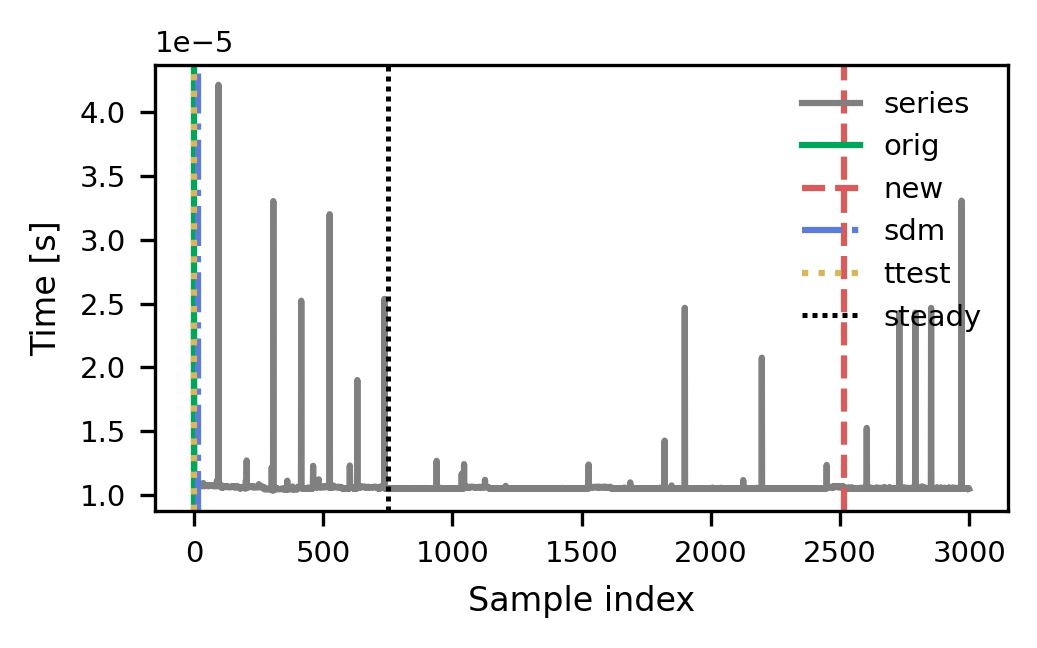 1e−5
4.0
3.5
3.0
2.5
2.0
1.5
1.0
Time [s]
series
orig
new
sdm
ttest
steady
0 500 1000 1500 2000 2500 3000
Sample index